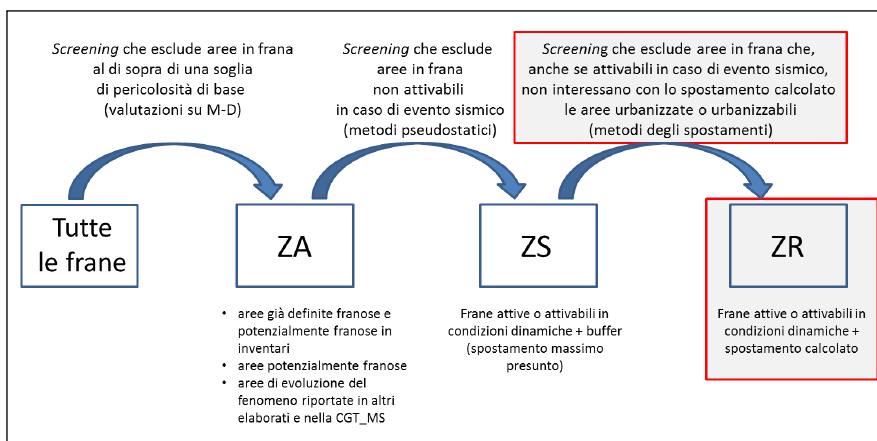 Screening che esclude aree in frana
al di sopra di una soglia
di pericolosità di base
(valutazioni su M-D)
Screening che esclude
aree in frana
non attivabili
in caso di evento sismico
(metodi pseudostatici)
Screening che esclude aree in frana che,
anche se attivabili in caso di evento sismico,
non interessano con lo spostamento calcolato
le aree urbanizzate o urbanizzabili
(metodi degli spostamenti)
Tutte
le frane
ZA
ZS
ZR
• aree già definite franose e
potenzialmente franose in
inventari
• aree potenzialmente franose
• aree di evoluzione del
fenomeno riportate in altri
elaborati e nella CGT_MS
Frane attive o attivabili in
condizioni dinamiche + buffer
(spostamento massimo
presunto)
Frane attive o attivabili in
condizioni dinamiche +
spostamento calcolato